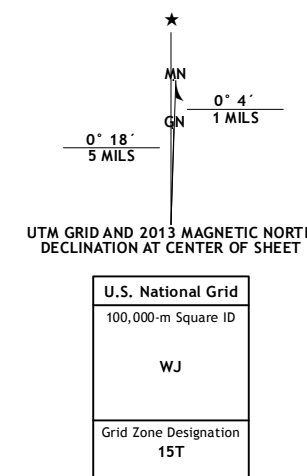 ★
MN
0° 4´
1 MILS
GN
0° 18´
5 MILS
UTM GRID AND 2013 MAGNETIC NORTH
DECLINATION AT CENTER OF SHEET
U.S. National Grid
100,000-m Square ID
WJ
Grid Zone Designation
15T